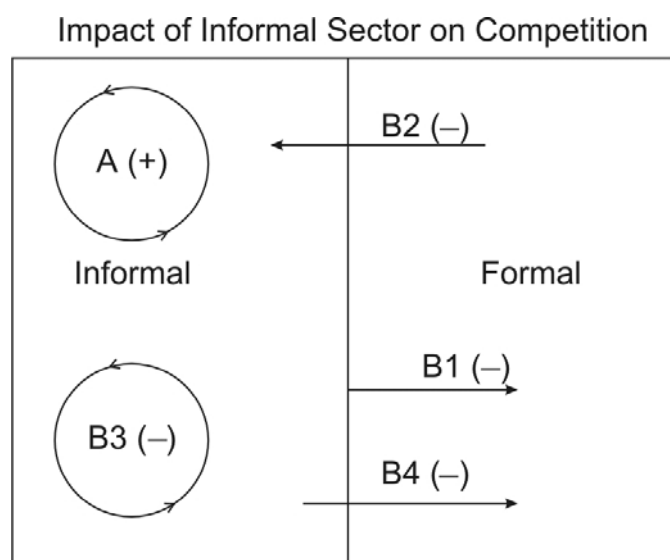 Impact of Informal Sector on Competition
B2 (–)
A (+)
Informal
Formal
B1 (–)
B3 (–)
B4 (–)